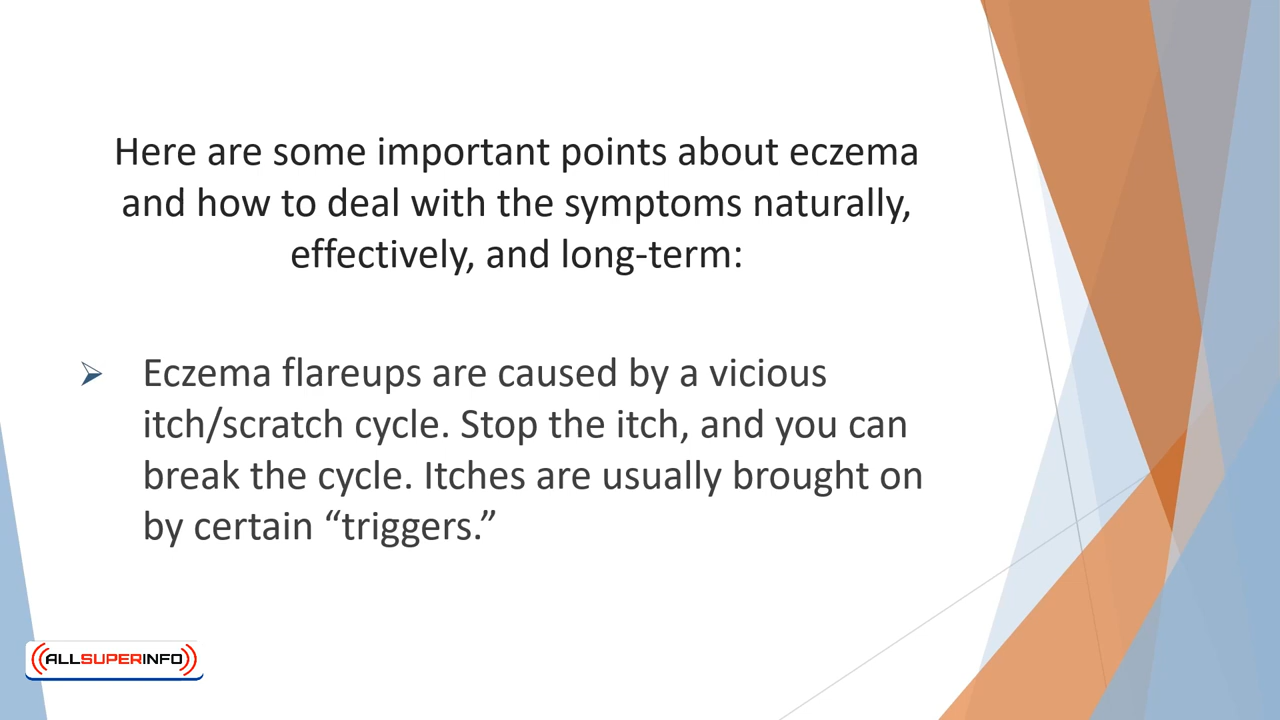 Here are some important points about eczema
and how to deal with the symptoms naturally,
effectively, and long-term:
Eczema flareups are caused by a vicious
itch/scratch cycle. Stop the itch, and you can
break the cycle. Itches are usually brought on
by certain “triggers.”
ALLSUPERINFO